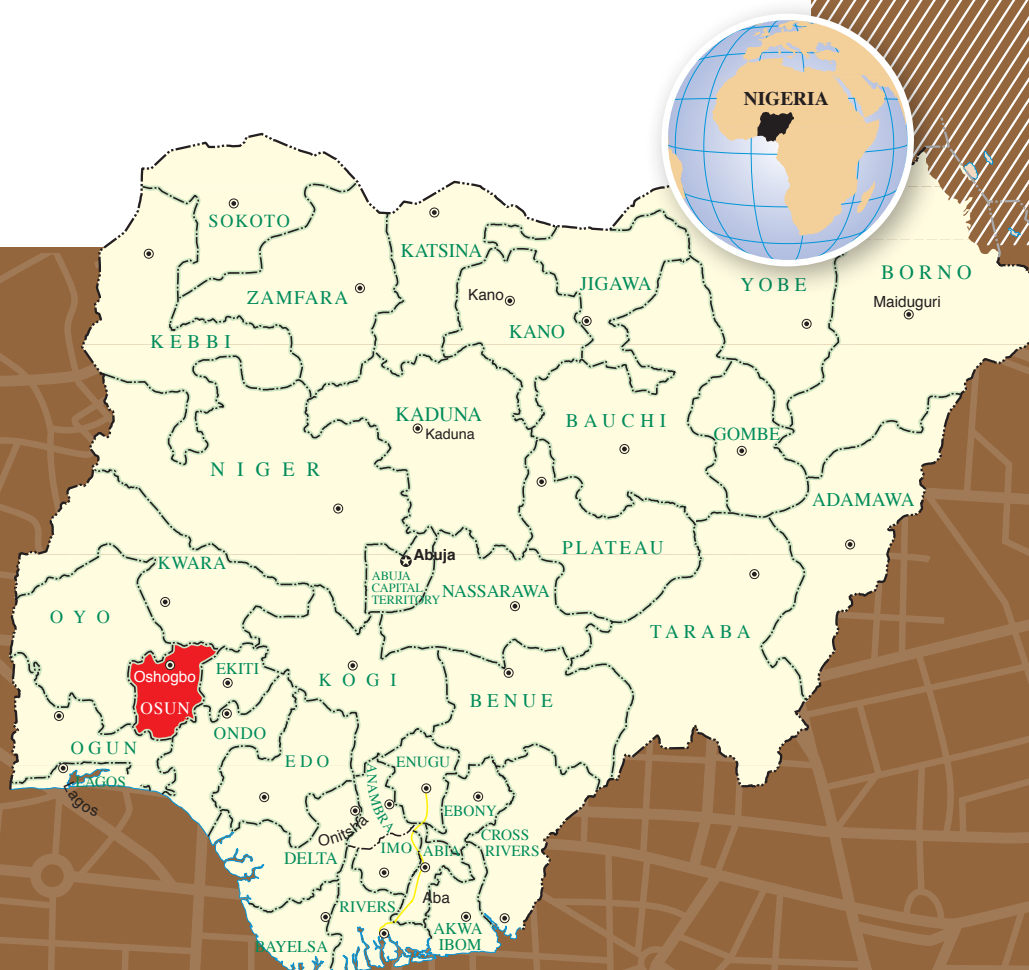 NIGERIA
SOKOTO
KATSINA
ZAMFARA
Kano
JIGAWA
YOBE
BORNO
Maiduguri
KEBBI
KANO
KADUNA
Kaduna
BAUCHI
GOMBE
NIGER
ADAMAWA
Abuja
PLATEAU
KWARA
ABUJA
CAPITAL
TERRITORY
NASSARAWA
OYO
TARABA
Oshogbo
OSUN
EKITI
KOGI
BENUE
ONDO
OGUN
EDO
ENUGU
LAGOS
Lagos
ANAMBRA
EBONY
Onitsha
CROSS
RIVERS
DELTA
IMO
ABIA
Aba
RIVERS
AKWA
IBOM
BAYELSA